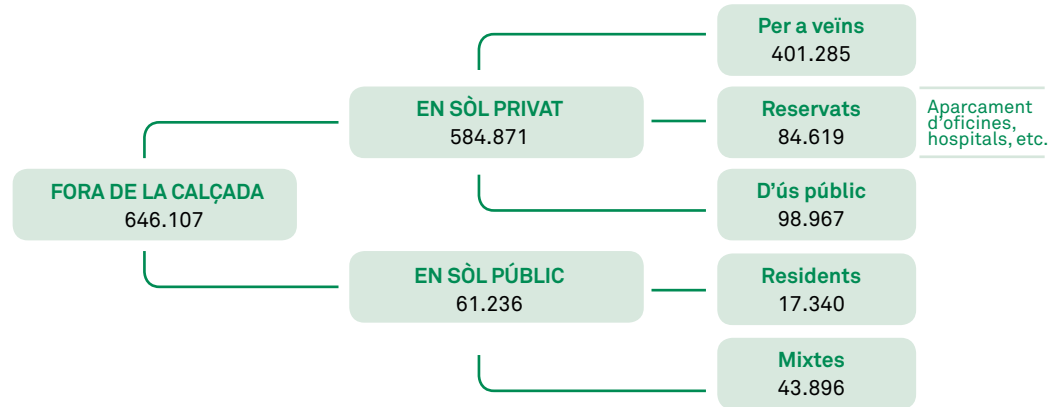 Per a veïns
401.285
EN SÒL PRIVAT
584.871
Reservats
84.619
Aparcament
d'oficines,
hospitals, etc.
FORA DE LA CALÇADA
646.107
D'ús públic
98.967
EN SÒL PÚBLIC
61.236
Residents
17.340
Mixtes
43.896